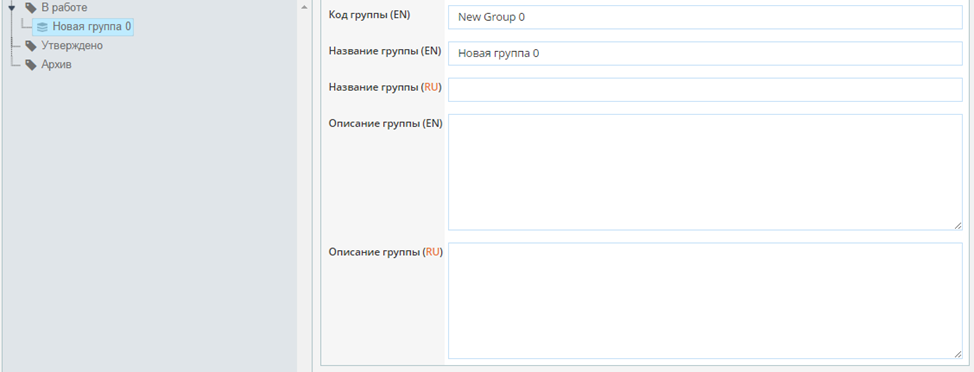 В работе
Новая группа 0
Утверждено
Архив
Код группы (EN)
New Group 0
Название группы (EN)
Новая группа 0
Название группы (RU)
Описание группы (EN)
Описание группы (RU)